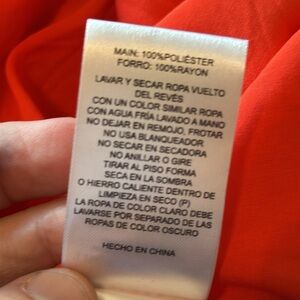 MAIN: 100%POLIÉSTER
FORRO: 100%RAYON
LAVAR Y SECAR ROPA VUELTO
DEL REVÉS
CON UN COLOR SIMILAR ROPA
CON AGUA FRÍA LAVADO A MANO
NO DEJAR EN REMOJO, FROTAR
NO USA BLANQUEADOR
NO SECAR EN SECADORA
NO ANILLAR O GIRE
TIRAR AL PISO FORMA
SECA EN LA SOMBRA
O HIERRO CALIENTE DENTRO DE
LIMPIEZA EN SECO (P)
LA ROPA DE COLOR CLARO DEBE
LAVARSE POR SEPARADO DE LAS
ROPAS DE COLOR OSCURO
HECHO EN CHINA